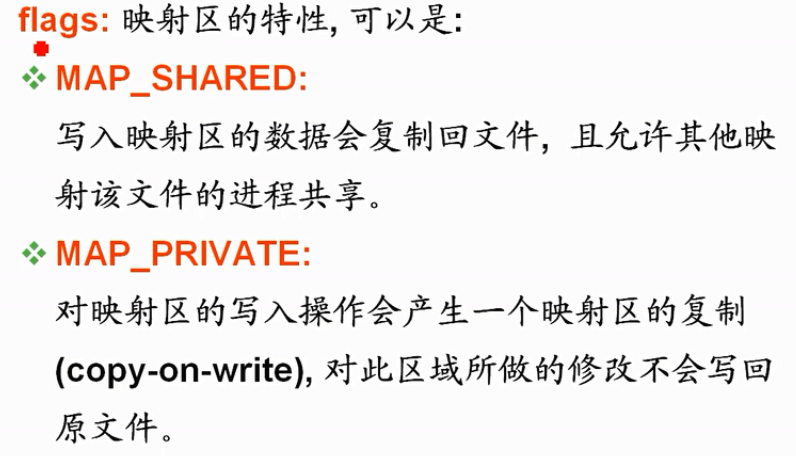 flags: 映射区的特性, 可以是:
MAP_SHARED:
写入映射区的数据会复制回文件, 且允许其他映
射该文件的进程共享。
MAP_PRIVATE:
对映射区的写入操作会产生一个映射区的复制
(copy-on-write), 对此区域所做的修改不会写回
原文件。